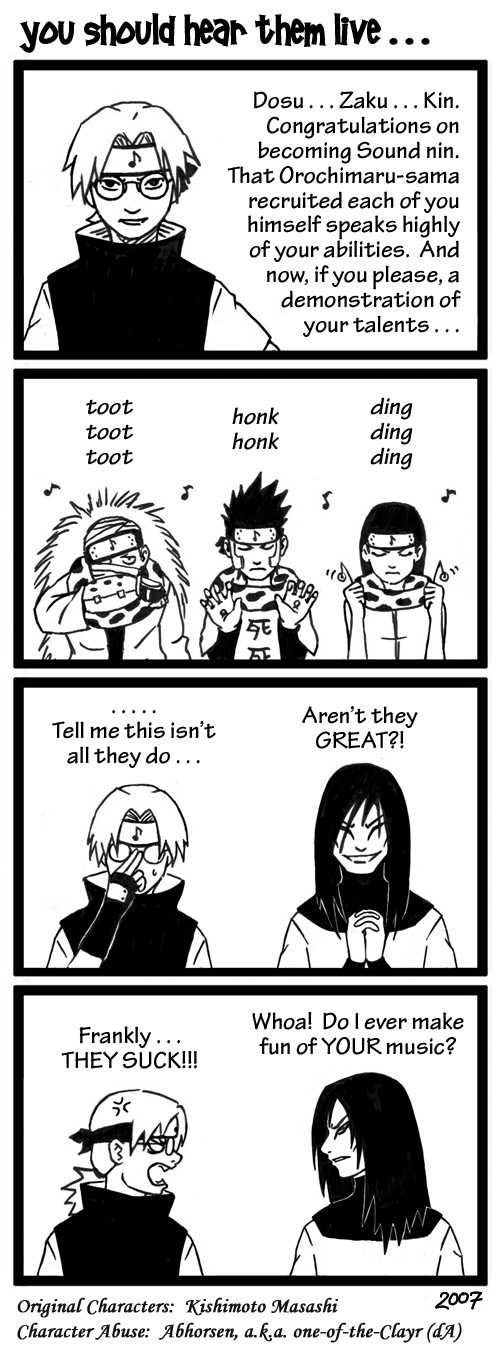 you should hear them live . . .
Dosu . . . Zaku . . . Kin.
Congratulations on
becoming Sound nin.
That Orochimaru-sama
recruited each of you
himself speaks highly
of your abilities.  And
now, if you please, a
demonstration of
your talents . . .
toot
toot
toot
honk
honk
ding
ding
ding
死
死
. . . . .
Tell me this isn't
all they do . . .
Aren't they
GREAT?!
Frankly . . .
THEY SUCK!!!
Whoa!  Do I ever make
fun of YOUR music?
2007
Original Characters:  Kishimoto Masashi
Character Abuse:  Abhorsen, a.k.a. one-of-the-Clayr (dA)